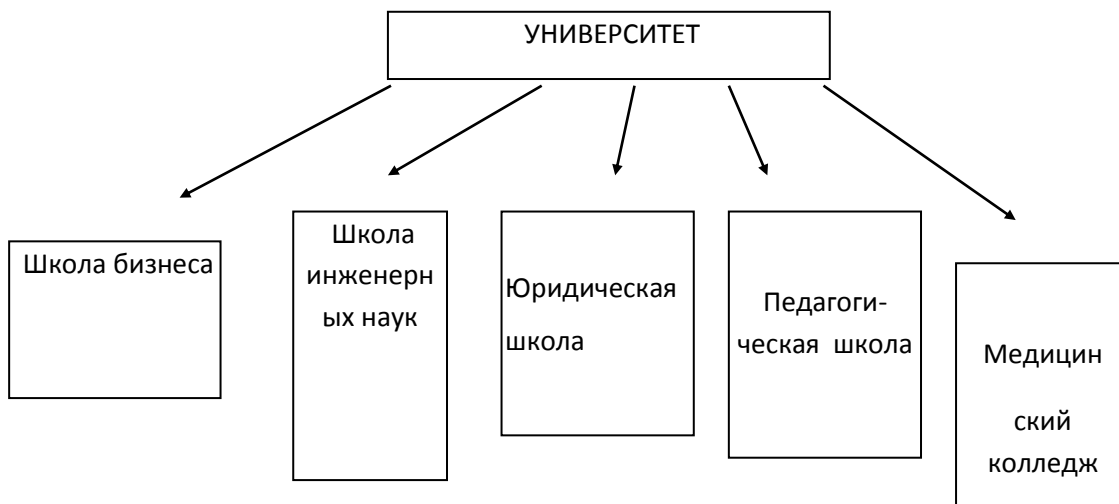 УНИВЕРСИТЕТ
Школа бизнеса
Школа
инженерн
ых наук
Юридическая
школа
Педагоги-
ческая школа
Медицин
ский
колледж